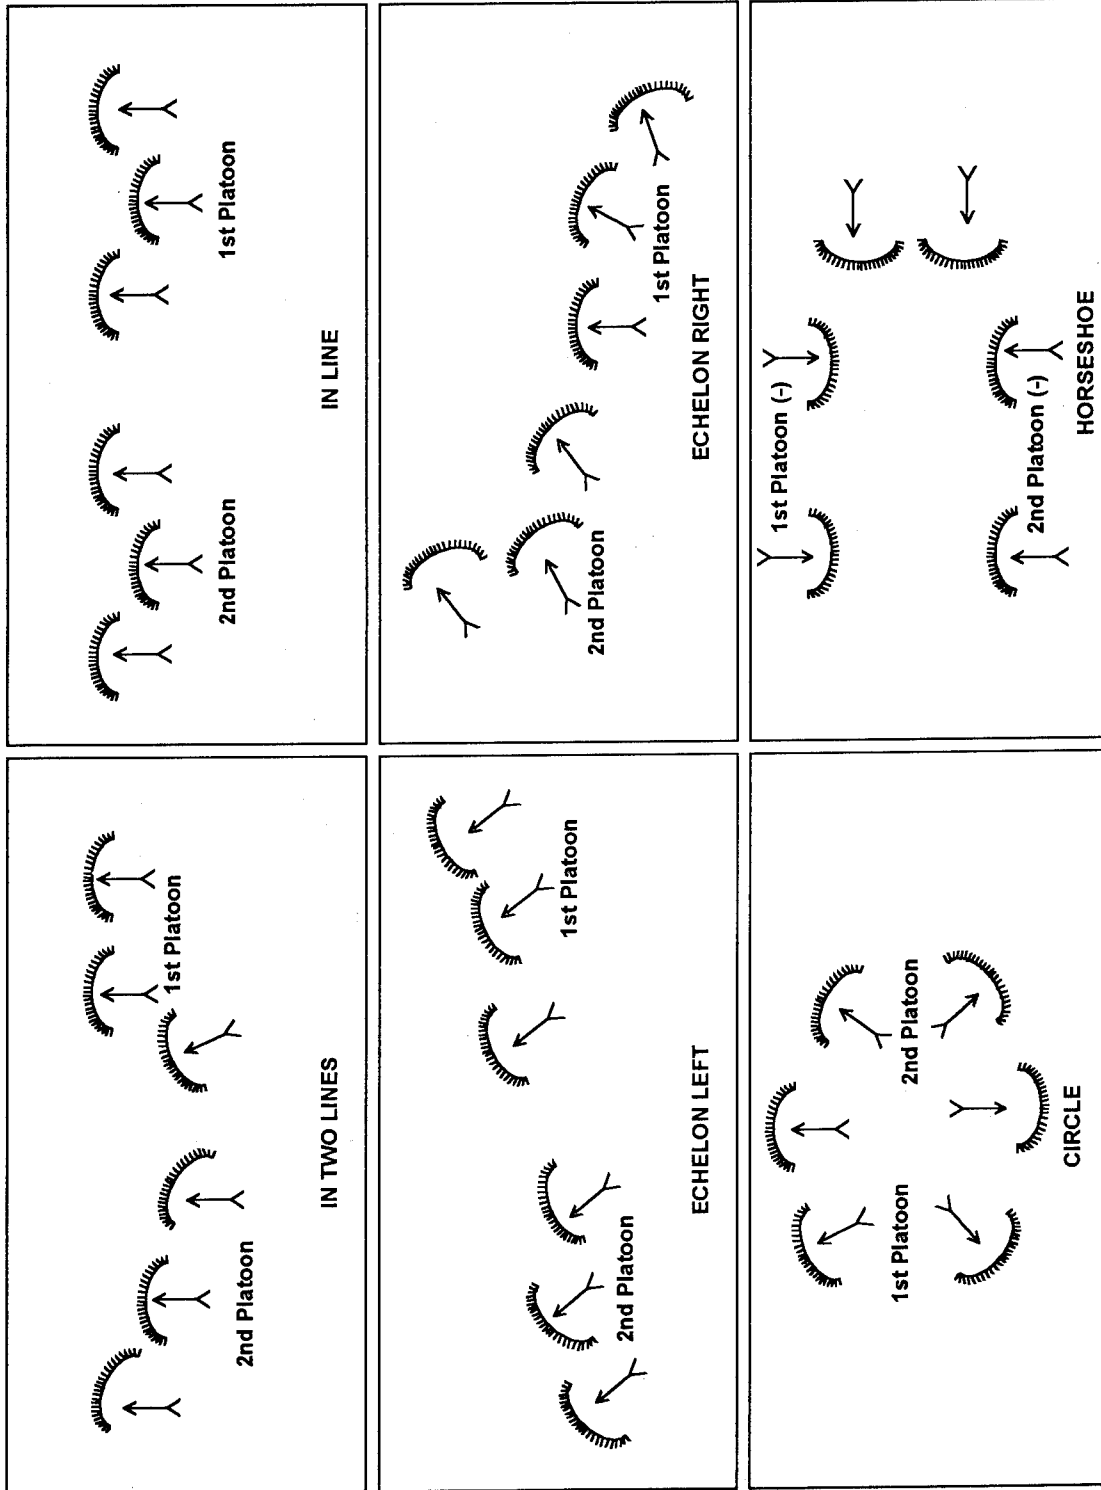 1st Platoon
2nd Platoon
IN TWO LINES
2nd Platoon
1st Platoon
IN LINE
1st Platoon
2nd Platoon
ECHELON LEFT
2nd Platoon
1st Platoon
ECHELON RIGHT
1st Platoon
2nd Platoon
CIRCLE
1st Platoon (-)
2nd Platoon (-)
HORSESHOE